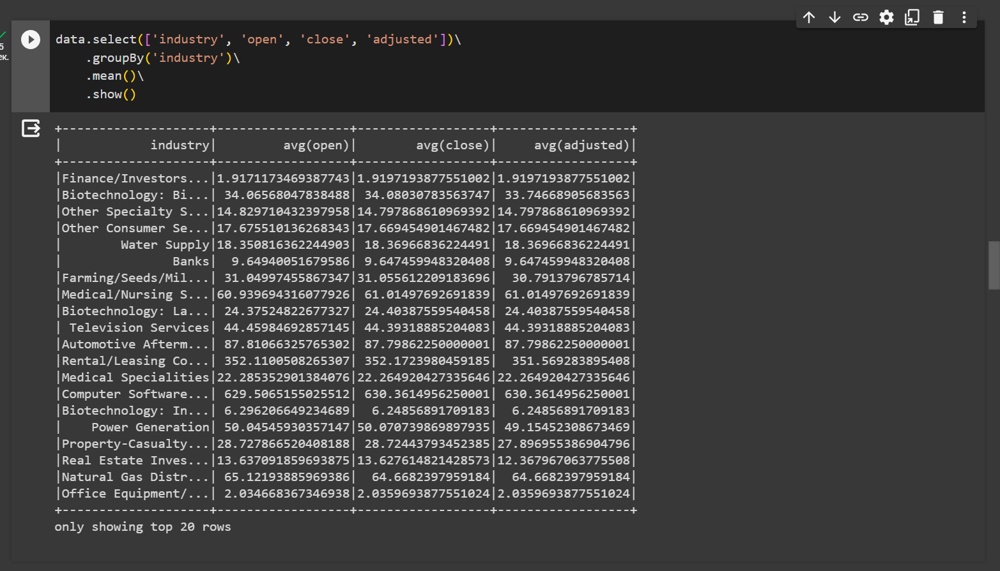 data.select(['industry', 'open', 'close', 'adjusted'])\
    .groupBy('industry')\
    .mean()\
    .show()
5
ек.
+--------------------+------------------+------------------+------------------+
|            industry|         avg(open)|        avg(close)|     avg(adjusted)|
+--------------------+------------------+------------------+------------------+
|Finance/Investors...|1.9171173469387743|1.9197193877551002|1.9197193877551002|
|Biotechnology: Bi...| 34.06568047838488| 34.08030783563747| 33.74668905683563|
|Other Specialty S...|14.829710432397958|14.797868610969392|14.797868610969392|
|Other Consumer Se...|17.675510136268343|17.669454901467482|17.669454901467482|
|        Water Supply|18.350816362244903| 18.36966836224491| 18.36966836224491|
|               Banks|  9.64940051679586| 9.647459948320408| 9.647459948320408|
|Farming/Seeds/Mil...| 31.04997455867347|31.055612209183696|  30.7913796785714|
|Medical/Nursing S...|60.939694316077926| 61.01497692691839| 61.01497692691839|
|Biotechnology: La...| 24.37524822677327| 24.40387559540458| 24.40387559540458|
| Television Services| 44.45984692857145| 44.39318885204083| 44.39318885204083|
|Automotive Afterm...| 87.81066325765302| 87.79862250000001| 87.79862250000001|
|Rental/Leasing Co...| 352.1100508265307| 352.1723980459185|  351.569283895408|
|Medical Specialities|22.285352901384076|22.264920427335646|22.264920427335646|
|Computer Software...| 629.5065155025512| 630.3614956250001| 630.3614956250001|
|Biotechnology: In...| 6.296206649234689|  6.24856891709183|  6.24856891709183|
|    Power Generation| 50.04545930357147|50.070739869897935| 49.15452308673469|
|Property-Casualty...|28.727866520408188| 28.72443793452385|27.896955386904796|
|Real Estate Inves...|13.637091859693875|13.627614821428573|12.367967063775508|
|Natural Gas Distr...| 65.12193885969386|  64.6682397959184|  64.6682397959184|
|Office Equipment/...| 2.034668367346938|2.0359693877551024|2.0359693877551024|
+--------------------+------------------+------------------+------------------+
only showing top 20 rows